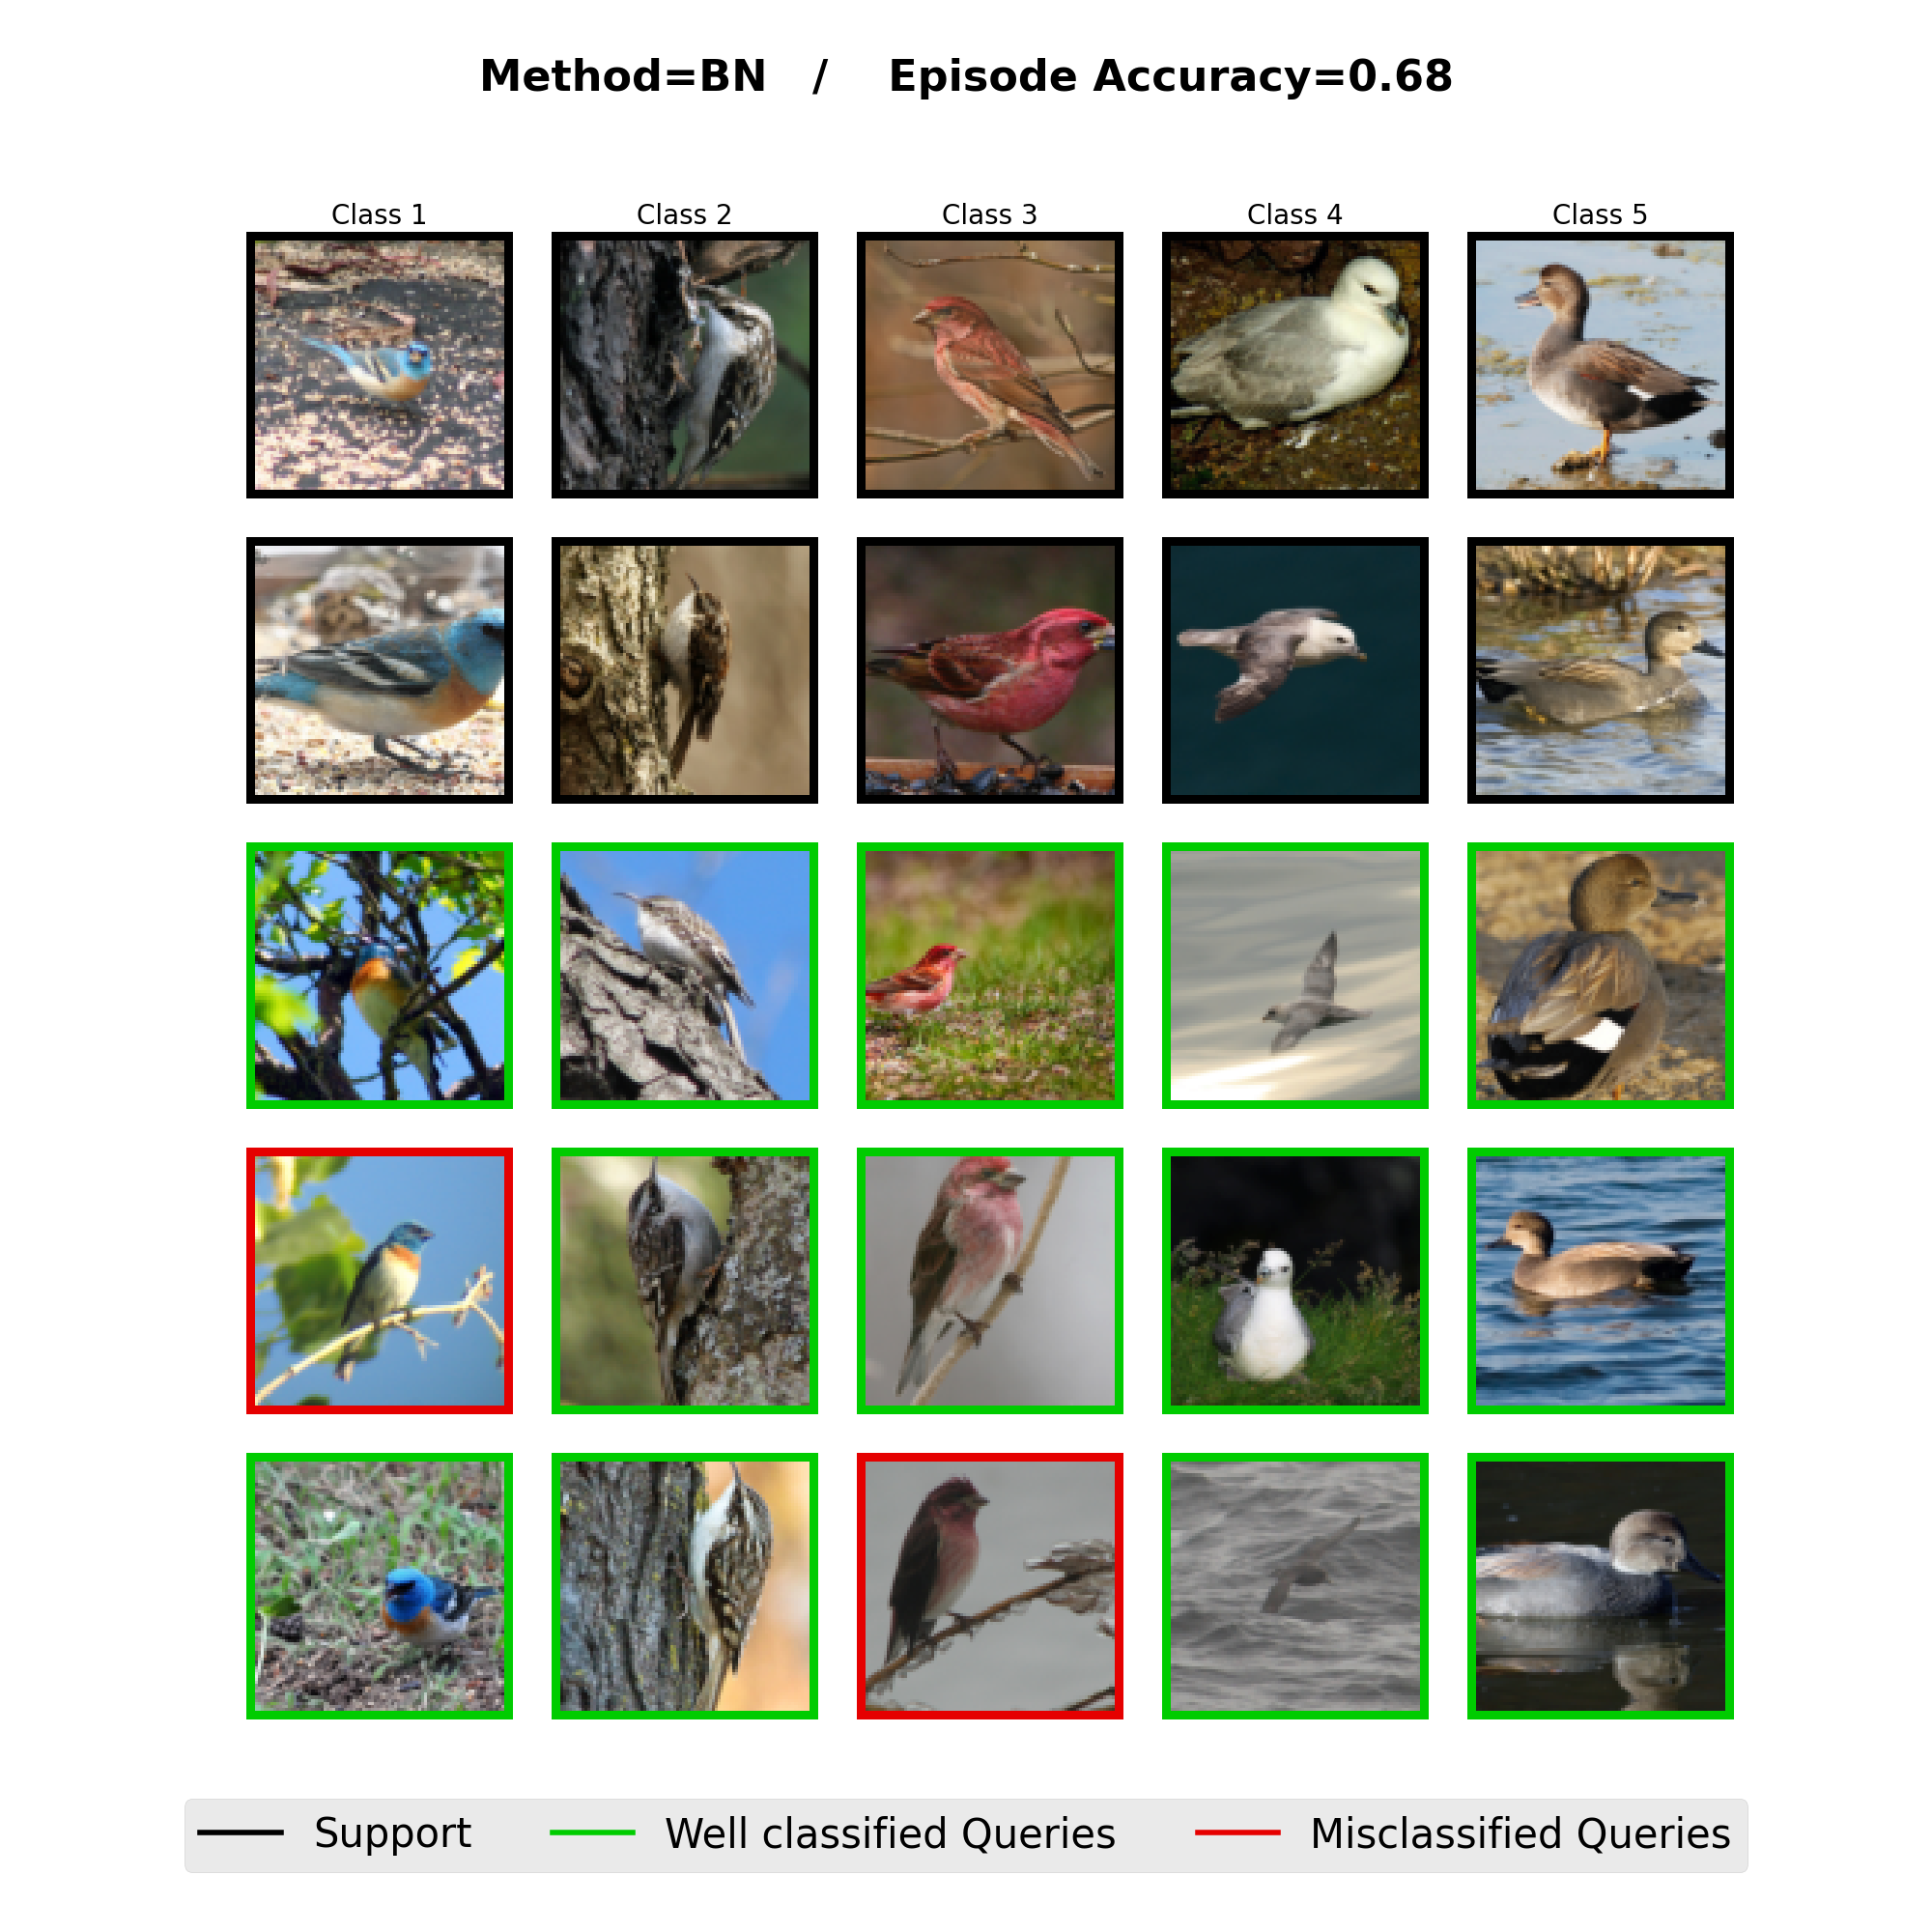 Method=BN / Episode Accuracy=0.68
Class 1 Class 2 Class 3 Class 4 Class 5
Support Well classified Queries Misclassified Queries